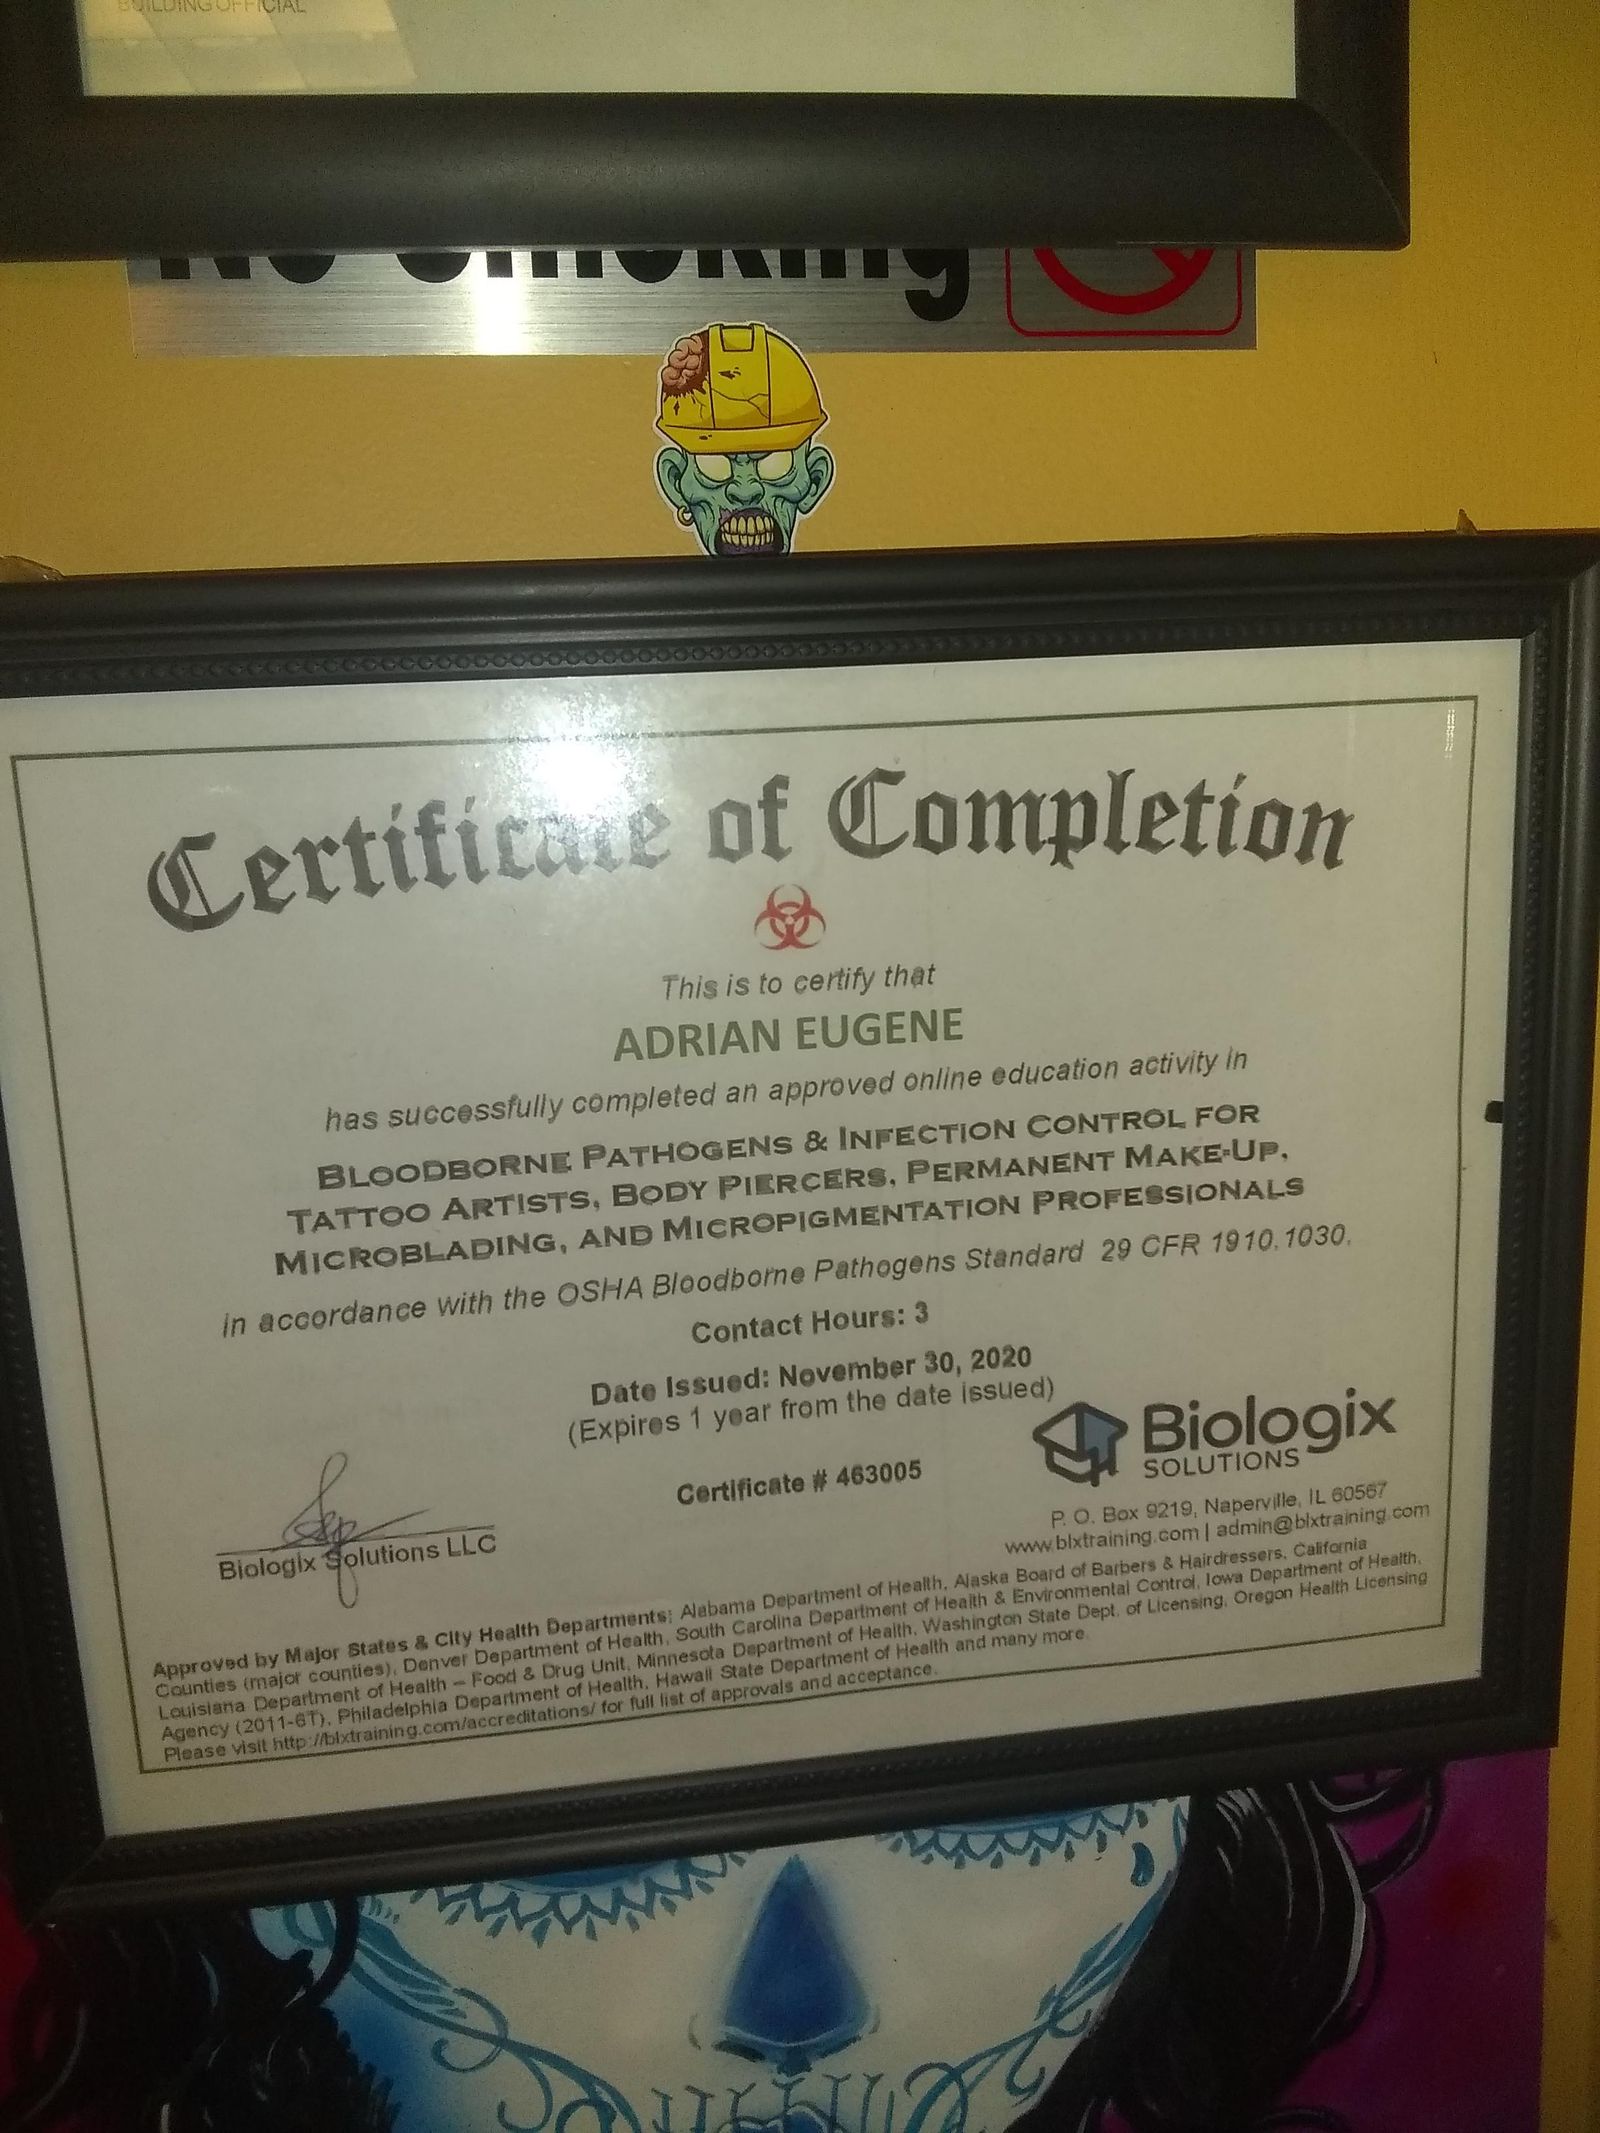 BUILDING OFFICIAL
No Smoking
Certificate of Completion
This is to certify that
ADRIAN EUGENE
has successfully completed an approved online education activity in
BLOODBORNE PATHOGENS & INFECTION CONTROL FOR
TATTOO ARTISTS, BODY PIERCERS, PERMANENT MAKE-UP,
MICROBLADING, AND MICROPIGMENTATION PROFESSIONALS
in accordance with the OSHA Bloodborne Pathogens Standard 29 CFR 1910.1030.
Contact Hours: 3
Date Issued: November 30, 2020
(Expires 1 year from the date issued)
Certificate # 463005
Biologix Solutions LLC
Biologix
SOLUTIONS
P. O. Box 9219, Naperville, IL 60567
www.blxtraining.com | admin@blxtraining.com
Approved by Major States & City Health Departments: Alabama Department of Health, Alaska Board of Barbers & Hairdressers, California
Counties (major counties), Denver Department of Health, South Carolina Department of Health & Environmental Control, Iowa Department of Health,
Louisiana Department of Health – Food & Drug Unit, Minnesota Department of Health, Washington State Dept. of Licensing, Oregon Health Licensing
Agency (2011-6T), Philadelphia Department of Health, Hawaii State Department of Health and many more.
Please visit http://blxtraining.com/accreditations/ for full list of approvals and acceptance.